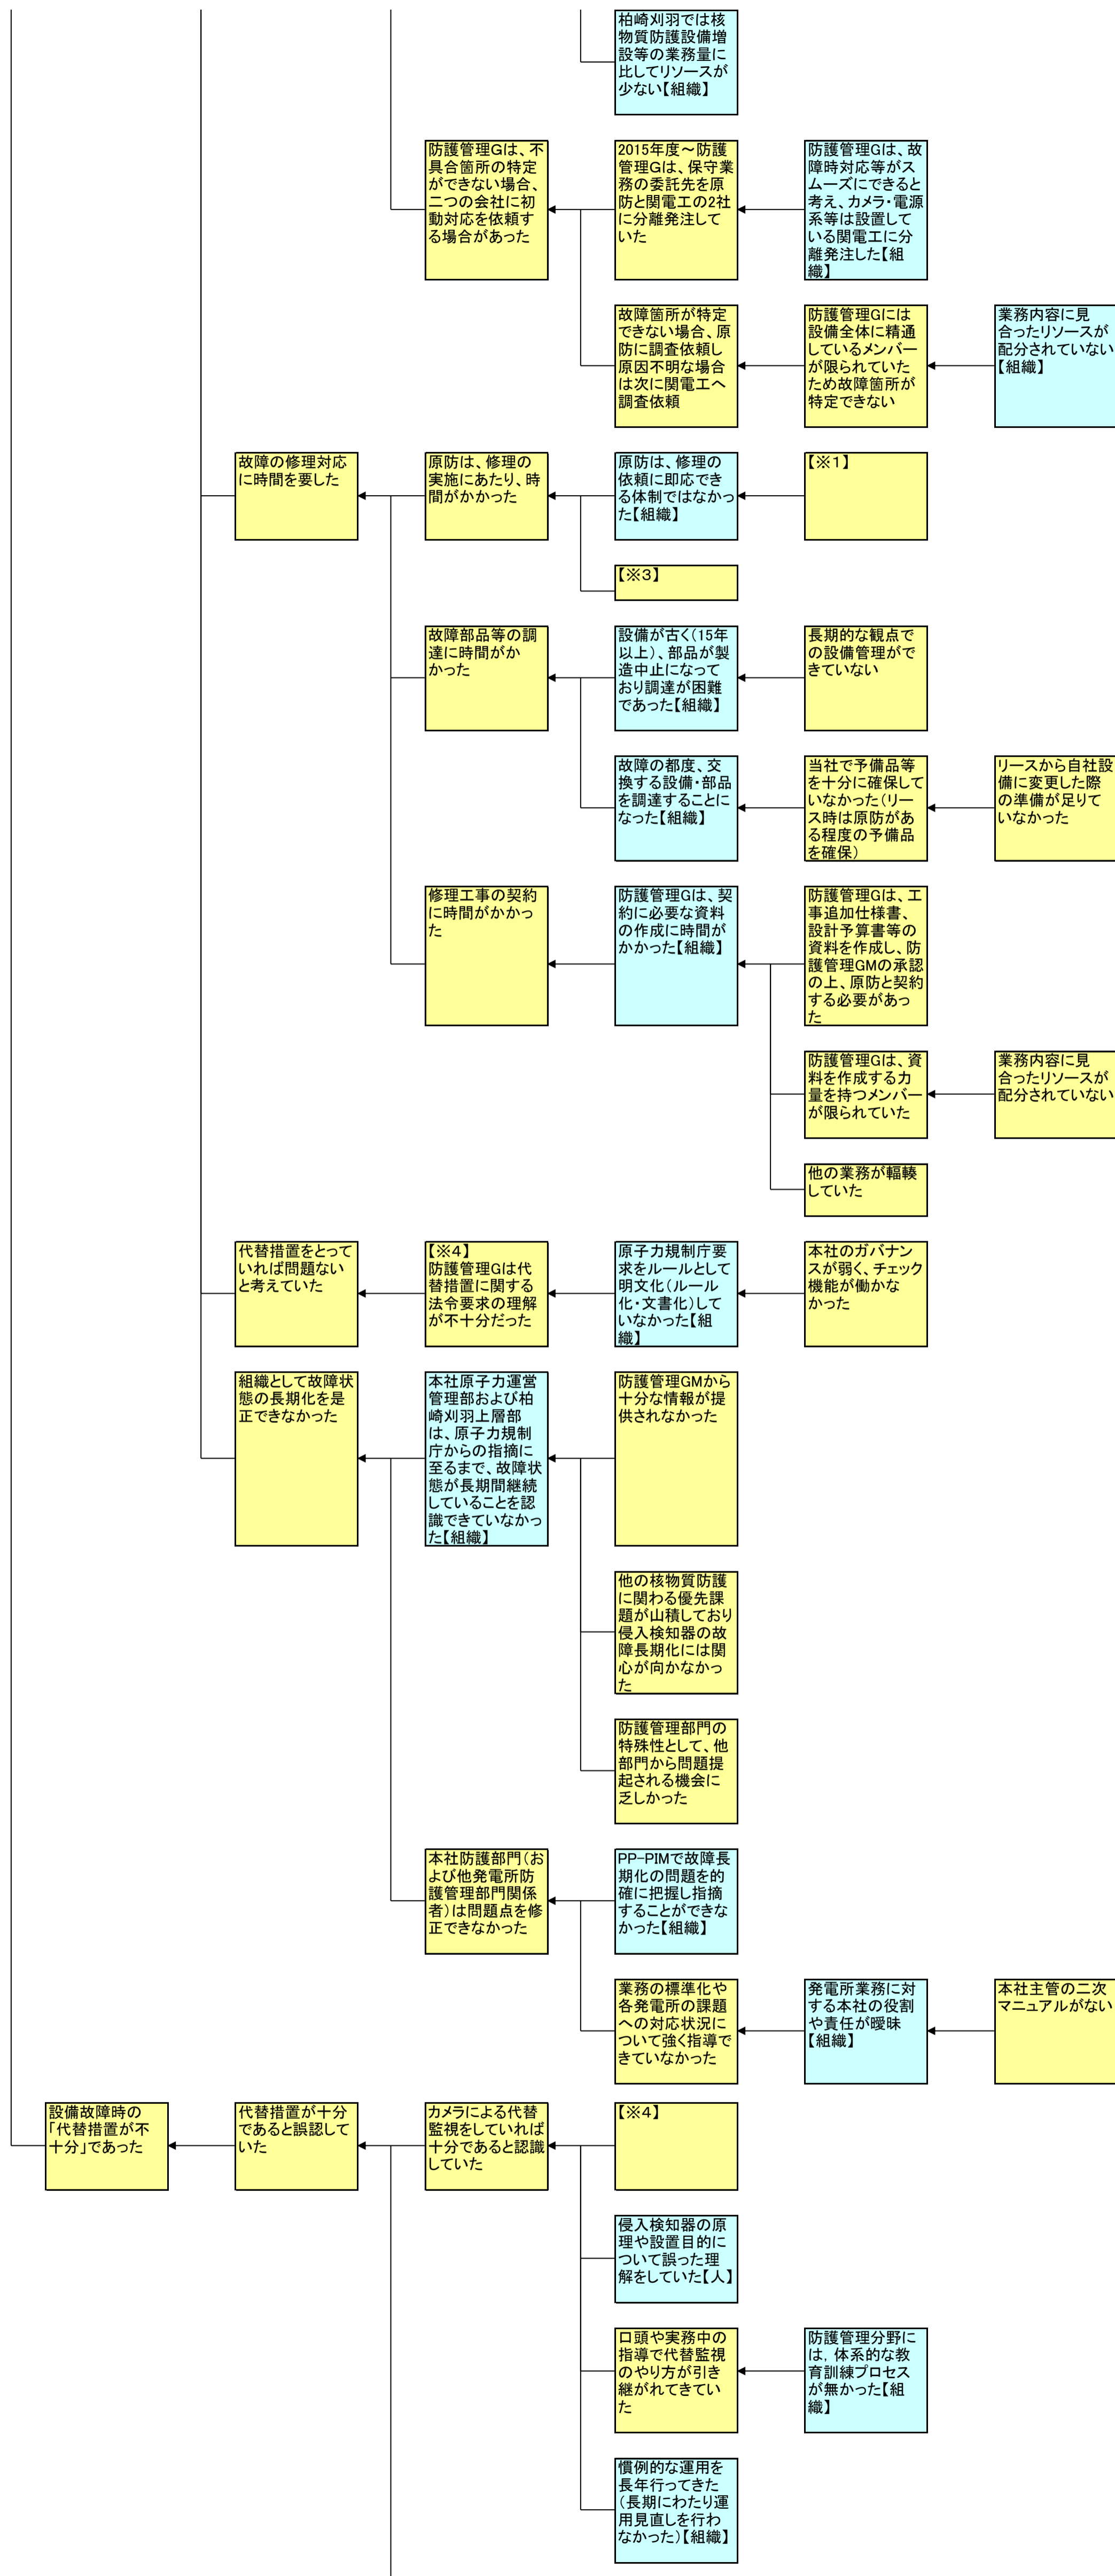 柏崎刈羽では核
物質防護設備増
設等の業務量に
比してリソースが
少ない【組織】
防護管理Gは、不
具合箇所の特定
ができない場合、
二つの会社に初
動対応を依頼す
る場合があった
2015年度～防護
管理Gは、保守業
務の委託先を原
防と関電工の2社
に分離発注して
いた
防護管理Gは、故
障時対応等がス
ムーズにできると
考え、カメラ・電源
系等は設置して
いる関電工に分
離発注した【組
織】
故障箇所が特定
できない場合、原
防に調査依頼し
原因不明な場合
は次に関電工へ
調査依頼
防護管理Gには
設備全体に精通
しているメンバー
が限られていた
ため故障箇所が
特定できない
業務内容に見
合ったリソースが
配分されていない
【組織】
故障の修理対応
に時間を要した
原防は、修理の
実施にあたり、時
間がかかった
原防は、修理の
依頼に即応でき
る体制ではなかっ
た【組織】
【※1】
【※3】
故障部品等の調
達に時間がか
かった
設備が古く(15年
以上)、部品が製
造中止になって
おり調達が困難
であった【組織】
長期的な観点で
の設備管理がで
きていない
故障の都度、交
換する設備・部品
を調達することに
なった【組織】
当社で予備品等
を十分に確保して
いなかった(リー
ス時は原防があ
る程度の予備品
を確保)
リースから自社設
備に変更した際
の準備が足りて
いなかった
修理工事の契約
に時間がかかっ
た
防護管理Gは、契
約に必要な資料
の作成に時間が
かかった【組織】
防護管理Gは、工
事追加仕様書、
設計予算書等の
資料を作成し、防
護管理GMの承認
の上、原防と契約
する必要があっ
た
防護管理Gは、資
料を作成する力
量を持つメンバー
が限られていた
業務内容に見
合ったリソースが
配分されていない
他の業務が輻輳
していた
代替措置をとって
いれば問題ない
と考えていた
【※4】
防護管理Gは代
替措置に関する
法令要求の理解
が不十分だった
原子力規制庁要
求をルールとして
明文化(ルール
化・文書化)して
いなかった【組
織】
本社のガバナン
スが弱く、チェック
機能が働かな
かった
組織として故障状
態の長期化を是
正できなかった
本社原子力運営
管理部および柏
崎刈羽上層部
は、原子力規制
庁からの指摘に
至るまで、故障状
態が長期間継続
していることを認
識できていなかっ
た【組織】
防護管理GMから
十分な情報が提
供されなかった
他の核物質防護
に関わる優先課
題が山積しており
侵入検知器の故
障長期化には関
心が向かなかっ
た
防護管理部門の
特殊性として、他
部門から問題提
起される機会に
乏しかった
本社防護部門(お
よび他発電所防
護管理部門関係
者)は問題点を修
正できなかった
PP-PIMで故障長
期化の問題を的
確に把握し指摘
することができな
かった【組織】
業務の標準化や
各発電所の課題
への対応状況に
ついて強く指導で
きていなかった
発電所業務に対
する本社の役割
や責任が曖昧
【組織】
本社主管の二次
マニュアルがない
設備故障時の
「代替措置が不
十分」であった
代替措置が十分
であると誤認して
いた
カメラによる代替
監視をしていれば
十分であると認識
していた
【※4】
侵入検知器の原
理や設置目的に
ついて誤った理
解をしていた【人】
口頭や実務中の
指導で代替監視
のやり方が引き
継がれてきてい
た
防護管理分野に
は，体系的な教
育訓練プロセス
が無かった【組
織】
慣例的な運用を
長年行ってきた
(長期にわたり運
用見直しを行わ
なかった)【組織】